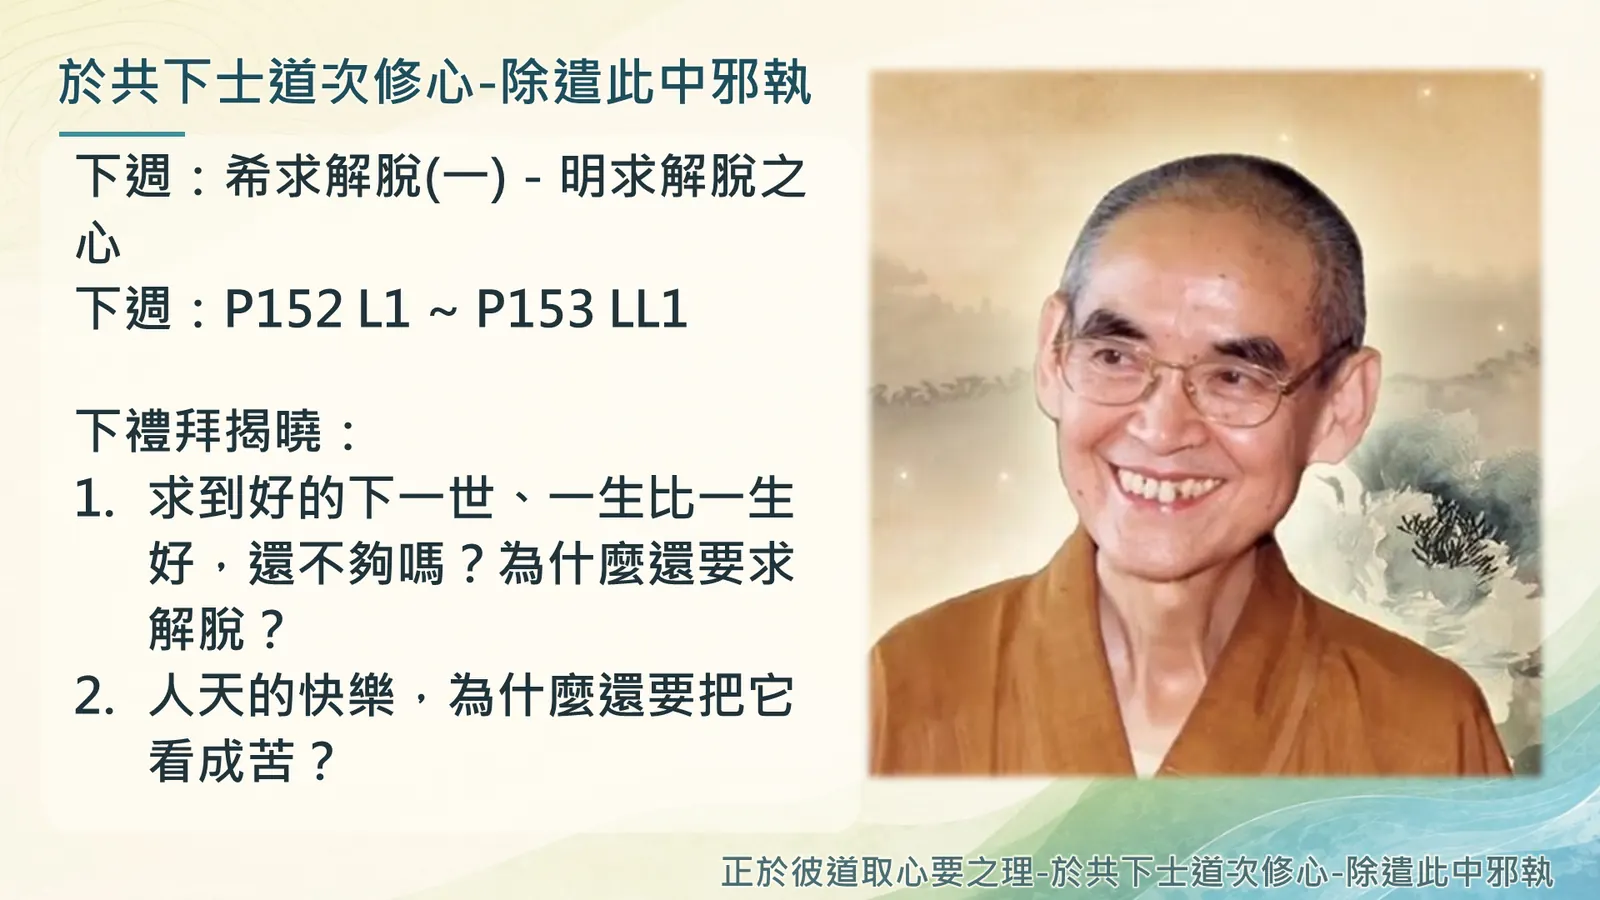 於共下士道次修心-除遣此中邪執
下週：希求解脫(一) - 明求解脫之
心
下週：P152 L1 ~ P153 LL1
下禮拜揭曉：
1. 求到好的下一世、一生比一生
好，還不夠嗎？為什麼還要求
解脫？
2. 人天的快樂，為什麼還要把它
看成苦？
正於彼道取心要之理-於共下士道次修心-除遣此中邪執